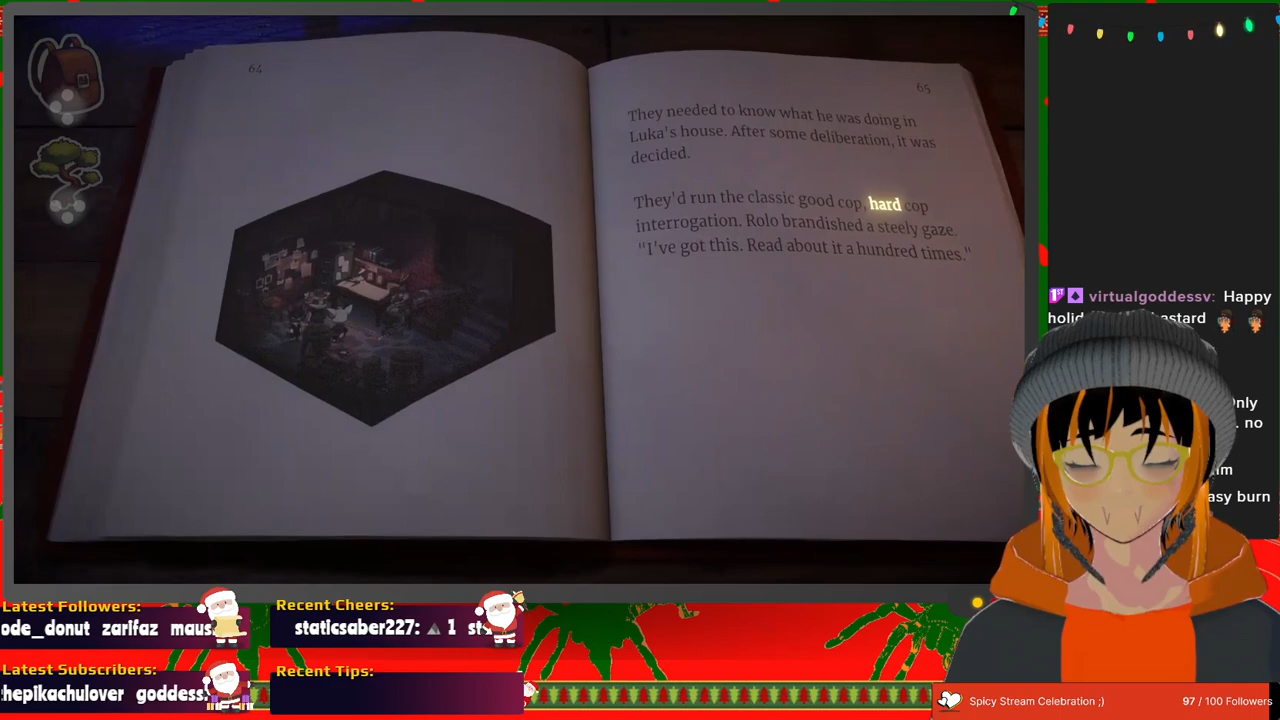 64
65
They needed to know what he was doing in
Luka's house. After some deliberation, it was
decided.
They'd run the classic good cop, hard cop
interrogation. Rolo brandished a steely gaze.
"I've got this. Read about it a hundred times."
virtualgoddessv: Happy
astard
no
asy burn
Latest Followers:
ode_donut zarifaz maus
Recent Cheers:
staticsaber227: 1
Latest Subscribers:
hepikachulover goddess
Recent Tips:
Spicy Stream Celebration ;)
97 / 100 Followers